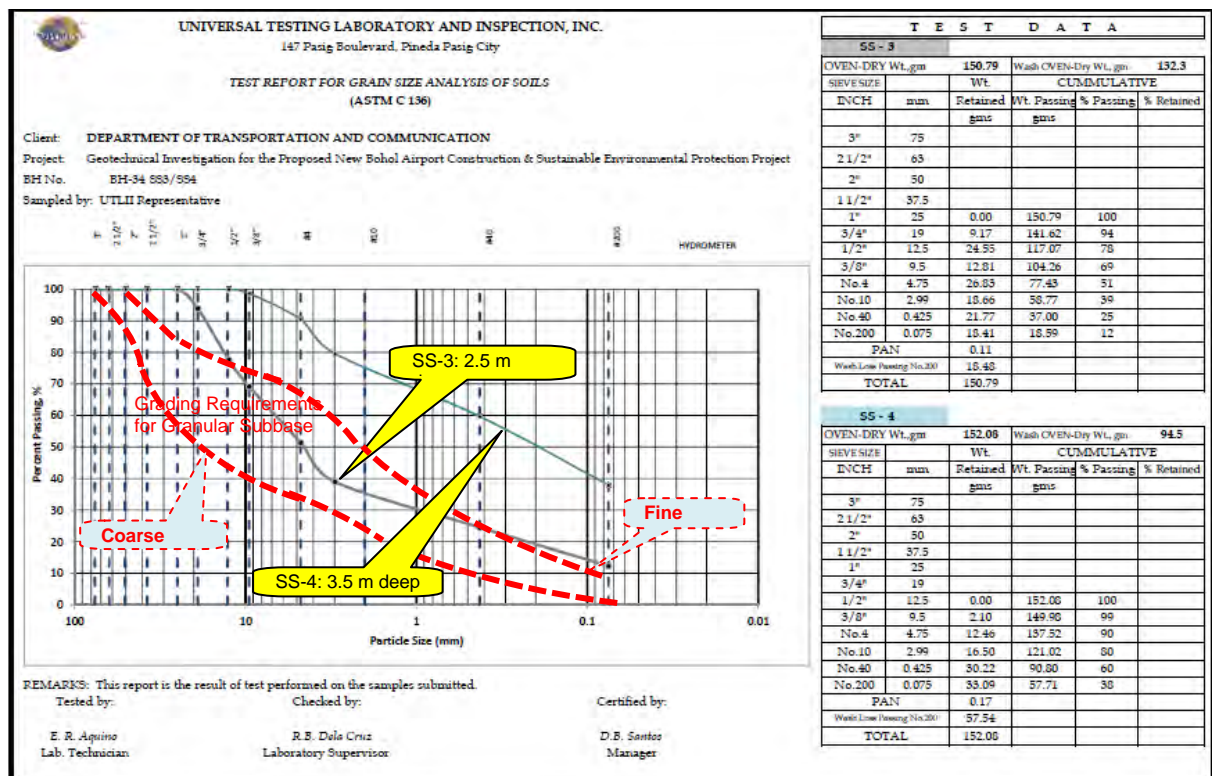 UNIVERSAL TESTING LABORATORY AND INSPECTION, INC.
147 Pasig Boulevard, Pineda Pasig City
TEST REPORT FOR GRAIN SIZE ANALYSIS OF SOILS
(ASTM C 136)
Client: DEPARTMENT OF TRANSPORTATION AND COMMUNICATION
Project: Geotechnical Investigation for the Proposed New Bohol Airport Construction & Sustainable Environmental Protection Project
BH No. BH-34 SS3/SS4
Sampled by: UTLII Representative
3" 2 1/2" 2" 1 1/2" 1" 3/4" 1/2" 3/8" #4 #10 #40 #200 HYDROMETER
Percent Passing, %
100
90
80
70
60
50
40
30
20
10
0
SS-3: 2.5 m
Grading Requirements
for Granular Subbase
Coarse
Fine
SS-4: 3.5 m deep
100 10 1 0.1 0.01
Particle Size (mm)
REMARKS: This report is the result of test performed on the samples submitted.
Tested by: Checked by: Certified by:
E. R. Aquino R.B. Dela Cruz D.B. Santos
Lab. Technician Laboratory Supervisor Manager
T E S T D A T A
SS - 3
OVEN-DRY Wt.,gm 150.79 Wash OVEN-Dry Wt., gm 132.3
SIEVE SIZE Wt. CUMMULATIVE
INCH mm Retained Wt. Passing % Passing % Retained
gms gms
3" 75
2 1/2" 63
2" 50
1 1/2" 37.5
1" 25 0.00 150.79 100
3/4" 19 9.17 141.62 94
1/2" 12.5 24.55 117.07 78
3/8" 9.5 12.81 104.26 69
No.4 4.75 26.83 77.43 51
No.10 2.99 18.66 58.77 39
No.40 0.425 21.77 37.00 25
No.200 0.075 18.41 18.59 12
PAN 0.11
Wash Loss Passing No.200 18.48
TOTAL 150.79
SS - 4
OVEN-DRY Wt.,gm 152.08 Wash OVEN-Dry Wt., gm 94.5
SIEVE SIZE Wt. CUMMULATIVE
INCH mm Retained Wt. Passing % Passing % Retained
gms gms
3" 75
2 1/2" 63
2" 50
1 1/2" 37.5
1" 25
3/4" 19
1/2" 12.5 0.00 152.08 100
3/8" 9.5 2.10 149.98 99
No.4 4.75 12.46 137.52 90
No.10 2.99 16.50 121.02 80
No.40 0.425 30.22 90.80 60
No.200 0.075 33.09 57.71 38
PAN 0.17
Wash Loss Passing No.200 57.54
TOTAL 152.08